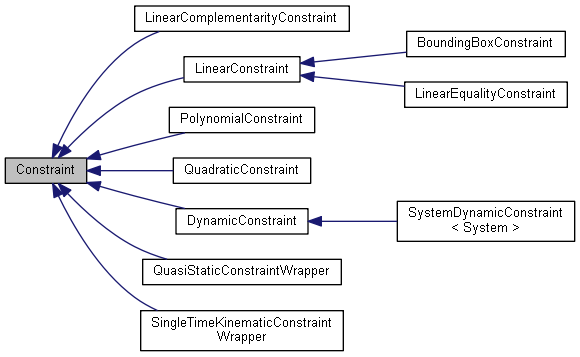 LinearComplementarityConstraint
BoundingBoxConstraint
LinearConstraint
LinearEqualityConstraint
PolynomialConstraint
Constraint
QuadraticConstraint
DynamicConstraint
SystemDynamicConstraint
< System >
QuasiStaticConstraintWrapper
SingleTimeKinematicConstraint
Wrapper